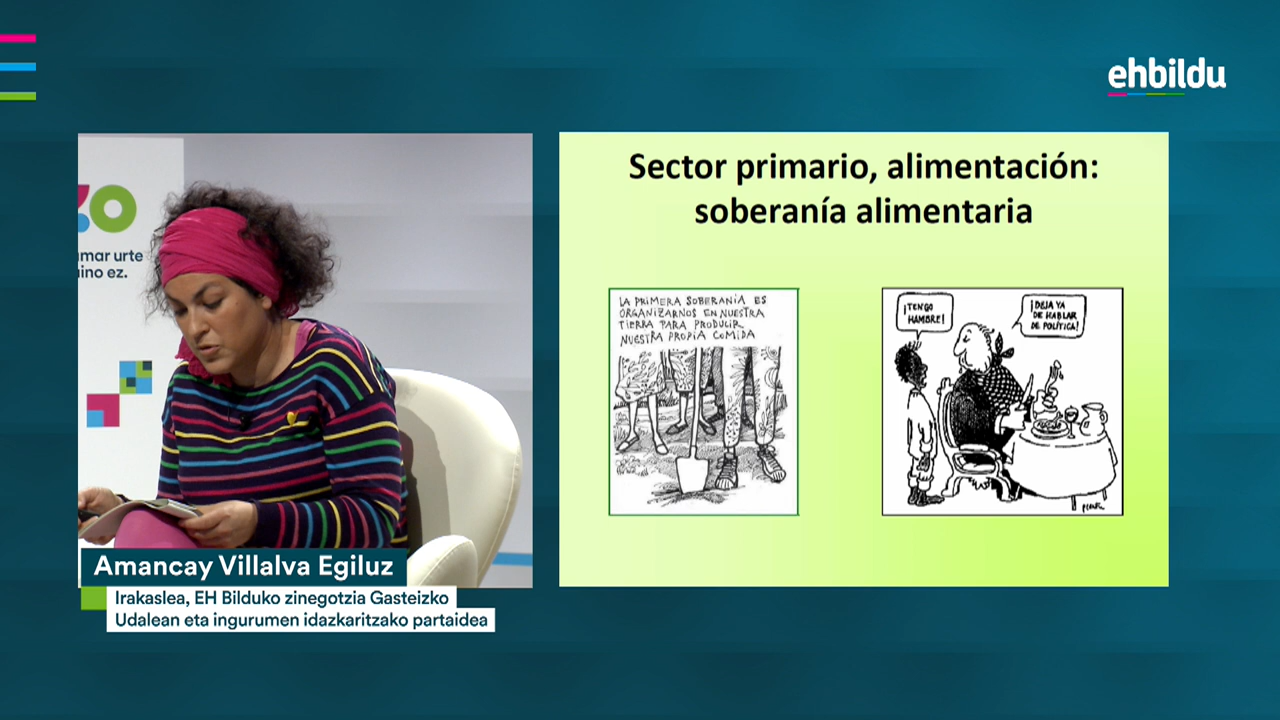 ehbildu
Sector primario, alimentación:
soberanía alimentaria
LA PRIMERA SOBERANÍA ES
ORGANIZARNOS EN NUESTRA
TIERRA PARA PRODUCIR
NUESTRA PROPIA COMIDA
¡TENGO
HAMBRE!
¡DEJA YA
DE HABLAR
DE POLÍTICA!
amar urte
ino ez.
Amancay Villalva Egiluz
Irakaslea, EH Bilduko zinegotzia Gasteizko
Udalean eta ingurumen idazkaritzako partaidea